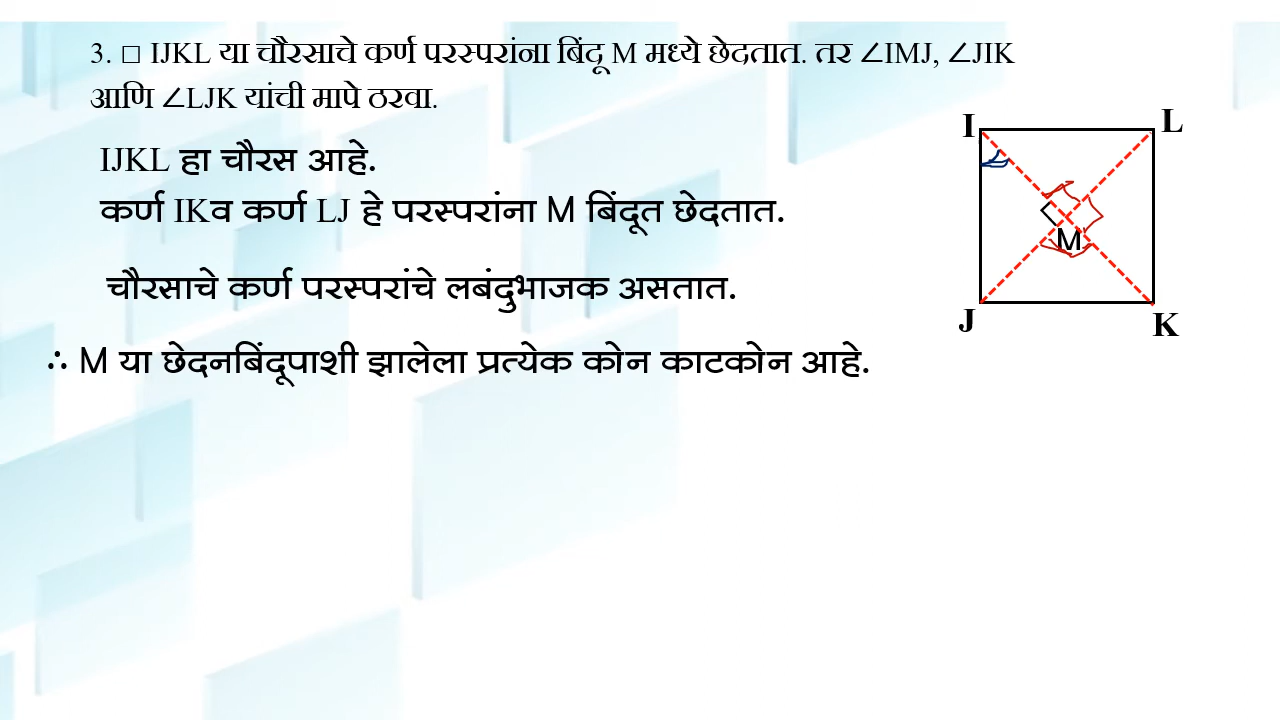 3. □ IJKL या चौरसाचे कर्ण परस्परांना बिंदू M मध्ये छेदतात. तर ∠IMJ, ∠JIK
आणि ∠LJK यांची मापे ठरवा.
IJKL हा चौरस आहे.
कर्ण IKव कर्ण LJ हे परस्परांना M बिंदूत छेदतात.
चौरसाचे कर्ण परस्परांचे लबंदुभाजक असतात.
∴ M या छेदनबिंदूपाशी झालेला प्रत्येक कोन काटकोन आहे.
I
L
M
J
K